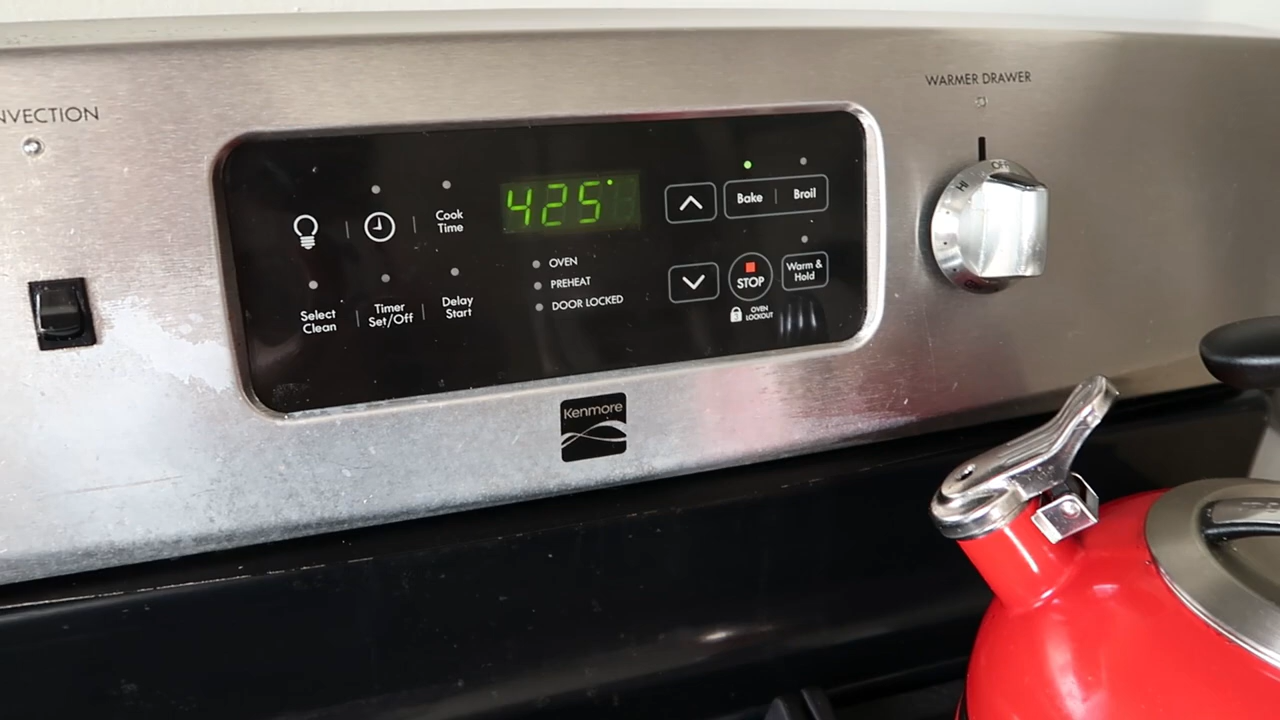 NVECTION
WARMER DRAWER
OFF
HI
Cook
Time
425°
Bake
Broil
OVEN
PREHEAT
DOOR LOCKED
STOP
Warm &
Hold
Select
Clean
Timer
Set/Off
Delay
Start
3
OVEN
LOCKOUT
Kenmore